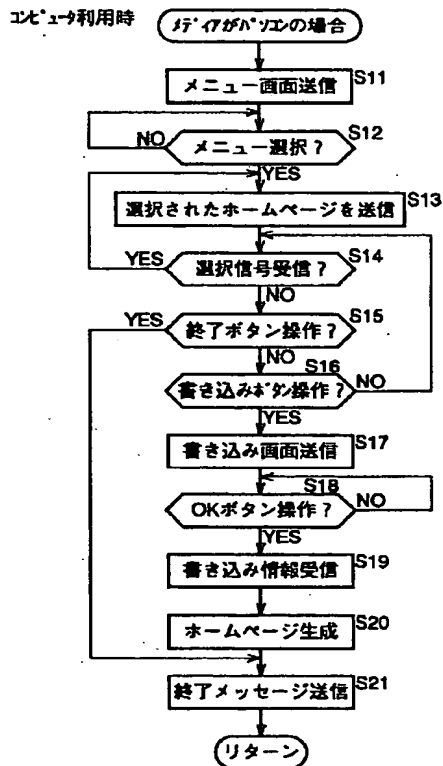 コンピュータ利用時
メディアがパソコンの場合
メニュー画面送信
S11
メニュー選択?
S12
NO
YES
選択されたホームページを送信
S13
選択信号受信?
S14
YES
NO
終了ボタン操作?
S15
YES
NO
書き込みボタン操作?
S16
NO
YES
書き込み画面送信
S17
OKボタン操作?
S18
NO
YES
書き込み情報受信
S19
ホームページ生成
S20
終了メッセージ送信
S21
リターン